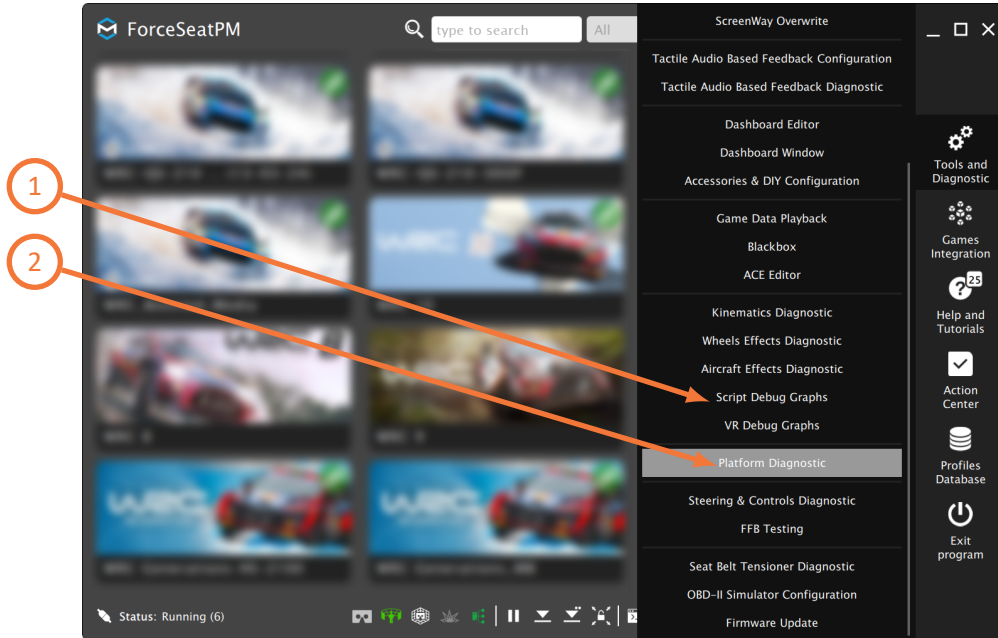 ForceSeatPM
type to search
All
ScreenWay Overwrite
Tactile Audio Based Feedback Configuration
Tactile Audio Based Feedback Diagnostic
Dashboard Editor
Dashboard Window
Accessories & DIY Configuration
Game Data Playback
Blackbox
ACE Editor
Kinematics Diagnostic
Wheels Effects Diagnostic
Aircraft Effects Diagnostic
Script Debug Graphs
VR Debug Graphs
Platform Diagnostic
Steering & Controls Diagnostic
FFB Testing
Seat Belt Tensioner Diagnostic
OBD-II Simulator Configuration
Firmware Update
Tools and
Diagnostic
Games
Integration
25
Help and
Tutorials
Action
Center
Profiles
Database
Exit
program
1
2
Status: Running (6)